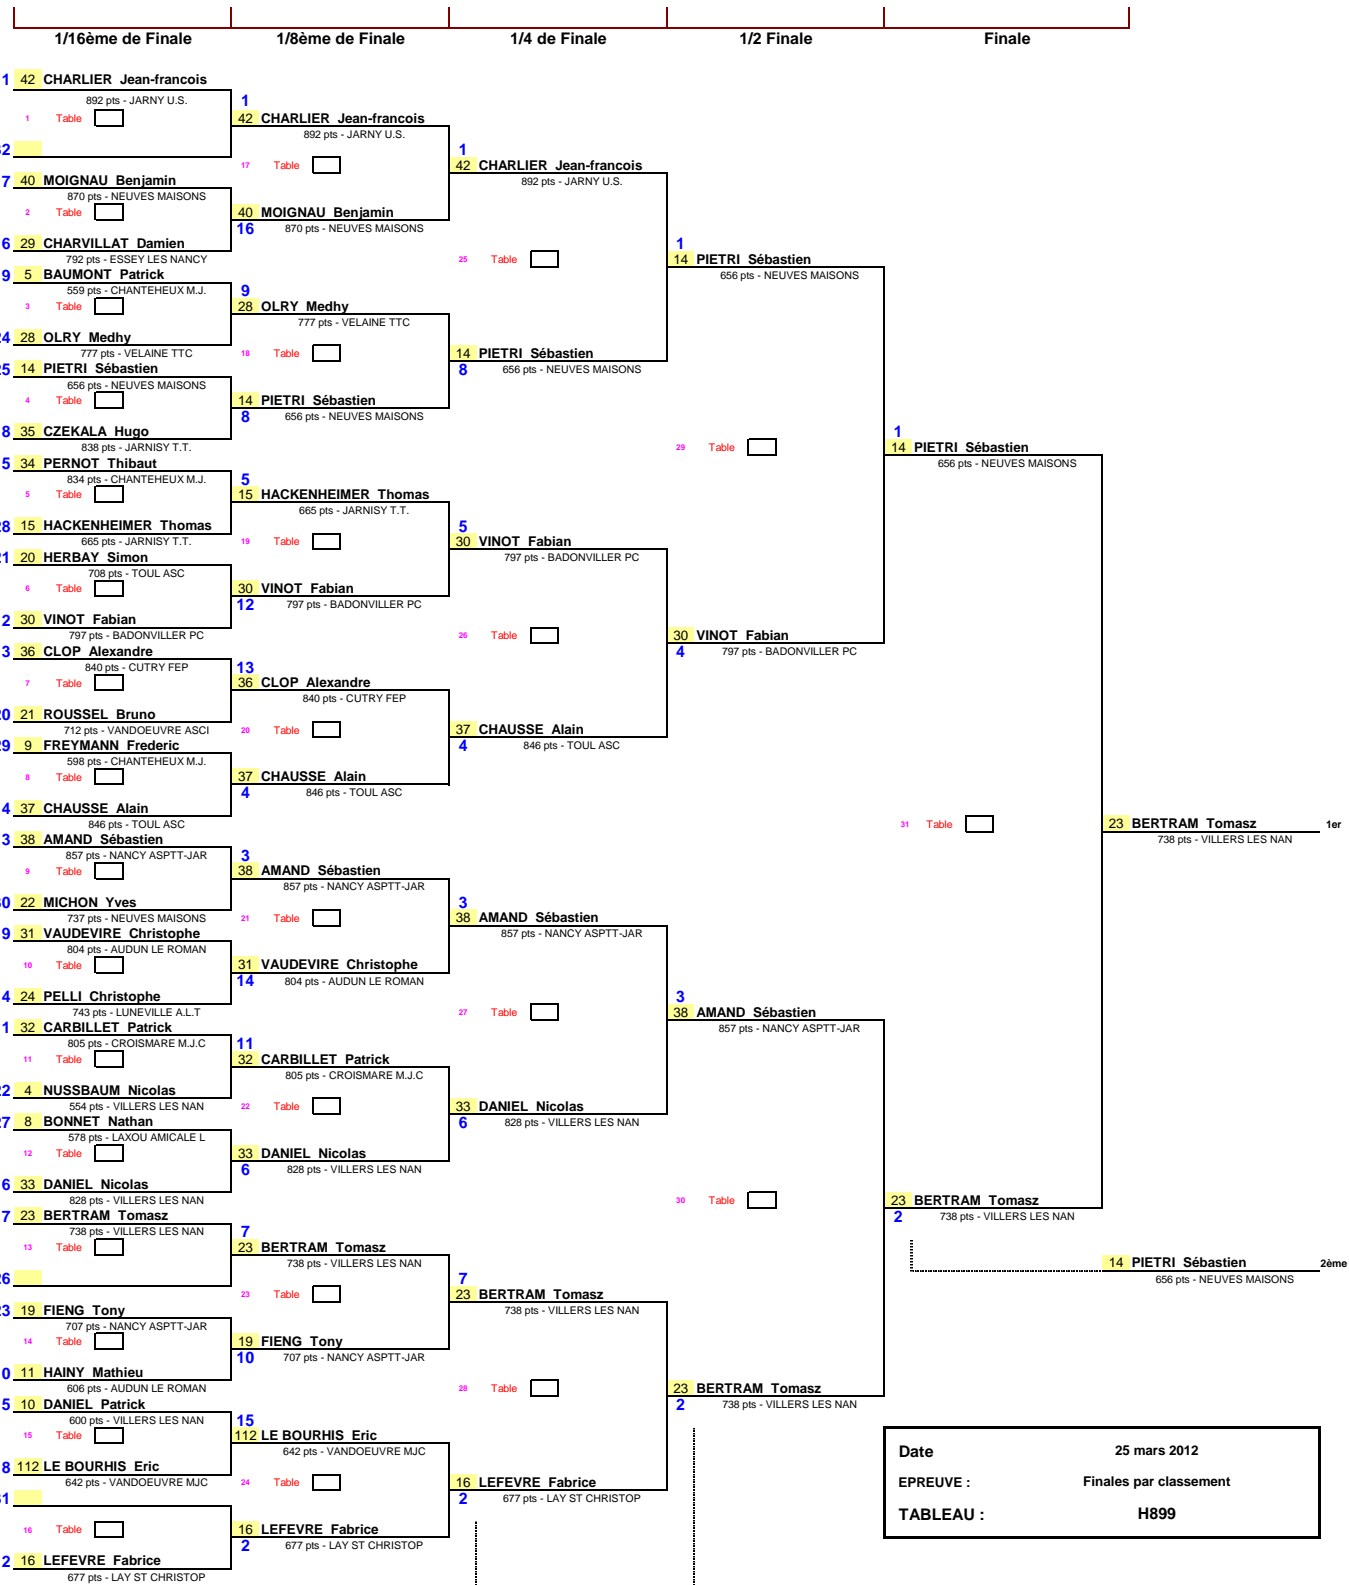 1/16ème de Finale 1/8ème de Finale 1/4 de Finale 1/2 Finale Finale
1 42 CHARLIER Jean-francois
892 pts - JARNY U.S.
1 Table
32
7 40 MOIGNAU Benjamin
870 pts - NEUVES MAISONS
2 Table
6 29 CHARVILLAT Damien
792 pts - ESSEY LES NANCY
9 5 BAUMONT Patrick
559 pts - CHANTEHEUX M.J.
3 Table
24 28 OLRY Medhy
777 pts - VELAINE TTC
25 14 PIETRI Sébastien
656 pts - NEUVES MAISONS
4 Table
8 35 CZEKALA Hugo
838 pts - JARNISY T.T.
5 34 PERNOT Thibaut
834 pts - CHANTEHEUX M.J.
5 Table
28 15 HACKENHEIMER Thomas
665 pts - JARNISY T.T.
21 20 HERBAY Simon
708 pts - TOUL ASC
6 Table
2 30 VINOT Fabian
797 pts - BADONVILLER PC
3 36 CLOP Alexandre
840 pts - CUTRY FEP
7 Table
20 21 ROUSSEL Bruno
712 pts - VANDOEUVRE ASCI
29 9 FREYMANN Frederic
598 pts - CHANTEHEUX M.J.
8 Table
4 37 CHAUSSE Alain
846 pts - TOUL ASC
3 38 AMAND Sébastien
857 pts - NANCY ASPTT-JAR
9 Table
30 22 MICHON Yves
737 pts - NEUVES MAISONS
9 31 VAUDEVIRE Christophe
804 pts - AUDUN LE ROMAN
10 Table
4 24 PELLI Christophe
743 pts - LUNEVILLE A.L.T
1 32 CARBILLET Patrick
805 pts - CROISMARE M.J.C
11 Table
22 4 NUSSBAUM Nicolas
554 pts - VILLERS LES NAN
27 8 BONNET Nathan
578 pts - LAXOU AMICALE L
12 Table
6 33 DANIEL Nicolas
828 pts - VILLERS LES NAN
7 23 BERTRAM Tomasz
738 pts - VILLERS LES NAN
13 Table
26
23 19 FIENG Tony
707 pts - NANCY ASPTT-JAR
14 Table
0 11 HAINY Mathieu
606 pts - AUDUN LE ROMAN
5 10 DANIEL Patrick
600 pts - VILLERS LES NAN
15 Table
8 112 LE BOURHIS Eric
642 pts - VANDOEUVRE MJC
31
16 Table
2 16 LEFEVRE Fabrice
677 pts - LAY ST CHRISTOP
1
42 CHARLIER Jean-francois
892 pts - JARNY U.S.
17 Table
40 MOIGNAU Benjamin
16 870 pts - NEUVES MAISONS
9
28 OLRY Medhy
777 pts - VELAINE TTC
18 Table
14 PIETRI Sébastien
8 656 pts - NEUVES MAISONS
5
15 HACKENHEIMER Thomas
665 pts - JARNISY T.T.
19 Table
30 VINOT Fabian
12 797 pts - BADONVILLER PC
13
36 CLOP Alexandre
840 pts - CUTRY FEP
20 Table
37 CHAUSSE Alain
4 846 pts - TOUL ASC
3
38 AMAND Sébastien
857 pts - NANCY ASPTT-JAR
21 Table
31 VAUDEVIRE Christophe
14 804 pts - AUDUN LE ROMAN
11
32 CARBILLET Patrick
805 pts - CROISMARE M.J.C
22 Table
33 DANIEL Nicolas
6 828 pts - VILLERS LES NAN
7
23 BERTRAM Tomasz
738 pts - VILLERS LES NAN
23 Table
19 FIENG Tony
10 707 pts - NANCY ASPTT-JAR
15
112 LE BOURHIS Eric
642 pts - VANDOEUVRE MJC
24 Table
16 LEFEVRE Fabrice
2 677 pts - LAY ST CHRISTOP
1
42 CHARLIER Jean-francois
892 pts - JARNY U.S.
25 Table
14 PIETRI Sébastien
8 656 pts - NEUVES MAISONS
5
30 VINOT Fabian
797 pts - BADONVILLER PC
26 Table
37 CHAUSSE Alain
4 846 pts - TOUL ASC
3
38 AMAND Sébastien
857 pts - NANCY ASPTT-JAR
27 Table
33 DANIEL Nicolas
6 828 pts - VILLERS LES NAN
7
23 BERTRAM Tomasz
738 pts - VILLERS LES NAN
28 Table
16 LEFEVRE Fabrice
2 677 pts - LAY ST CHRISTOP
1
14 PIETRI Sébastien
656 pts - NEUVES MAISONS
29 Table
30 VINOT Fabian
4 797 pts - BADONVILLER PC
3
38 AMAND Sébastien
857 pts - NANCY ASPTT-JAR
30 Table
23 BERTRAM Tomasz
2 738 pts - VILLERS LES NAN
1
14 PIETRI Sébastien
656 pts - NEUVES MAISONS
31 Table
23 BERTRAM Tomasz
2 738 pts - VILLERS LES NAN
23 BERTRAM Tomasz 1er
738 pts - VILLERS LES NAN
14 PIETRI Sébastien 2ème
656 pts - NEUVES MAISONS
Date 25 mars 2012
EPREUVE : Finales par classement
TABLEAU : H899